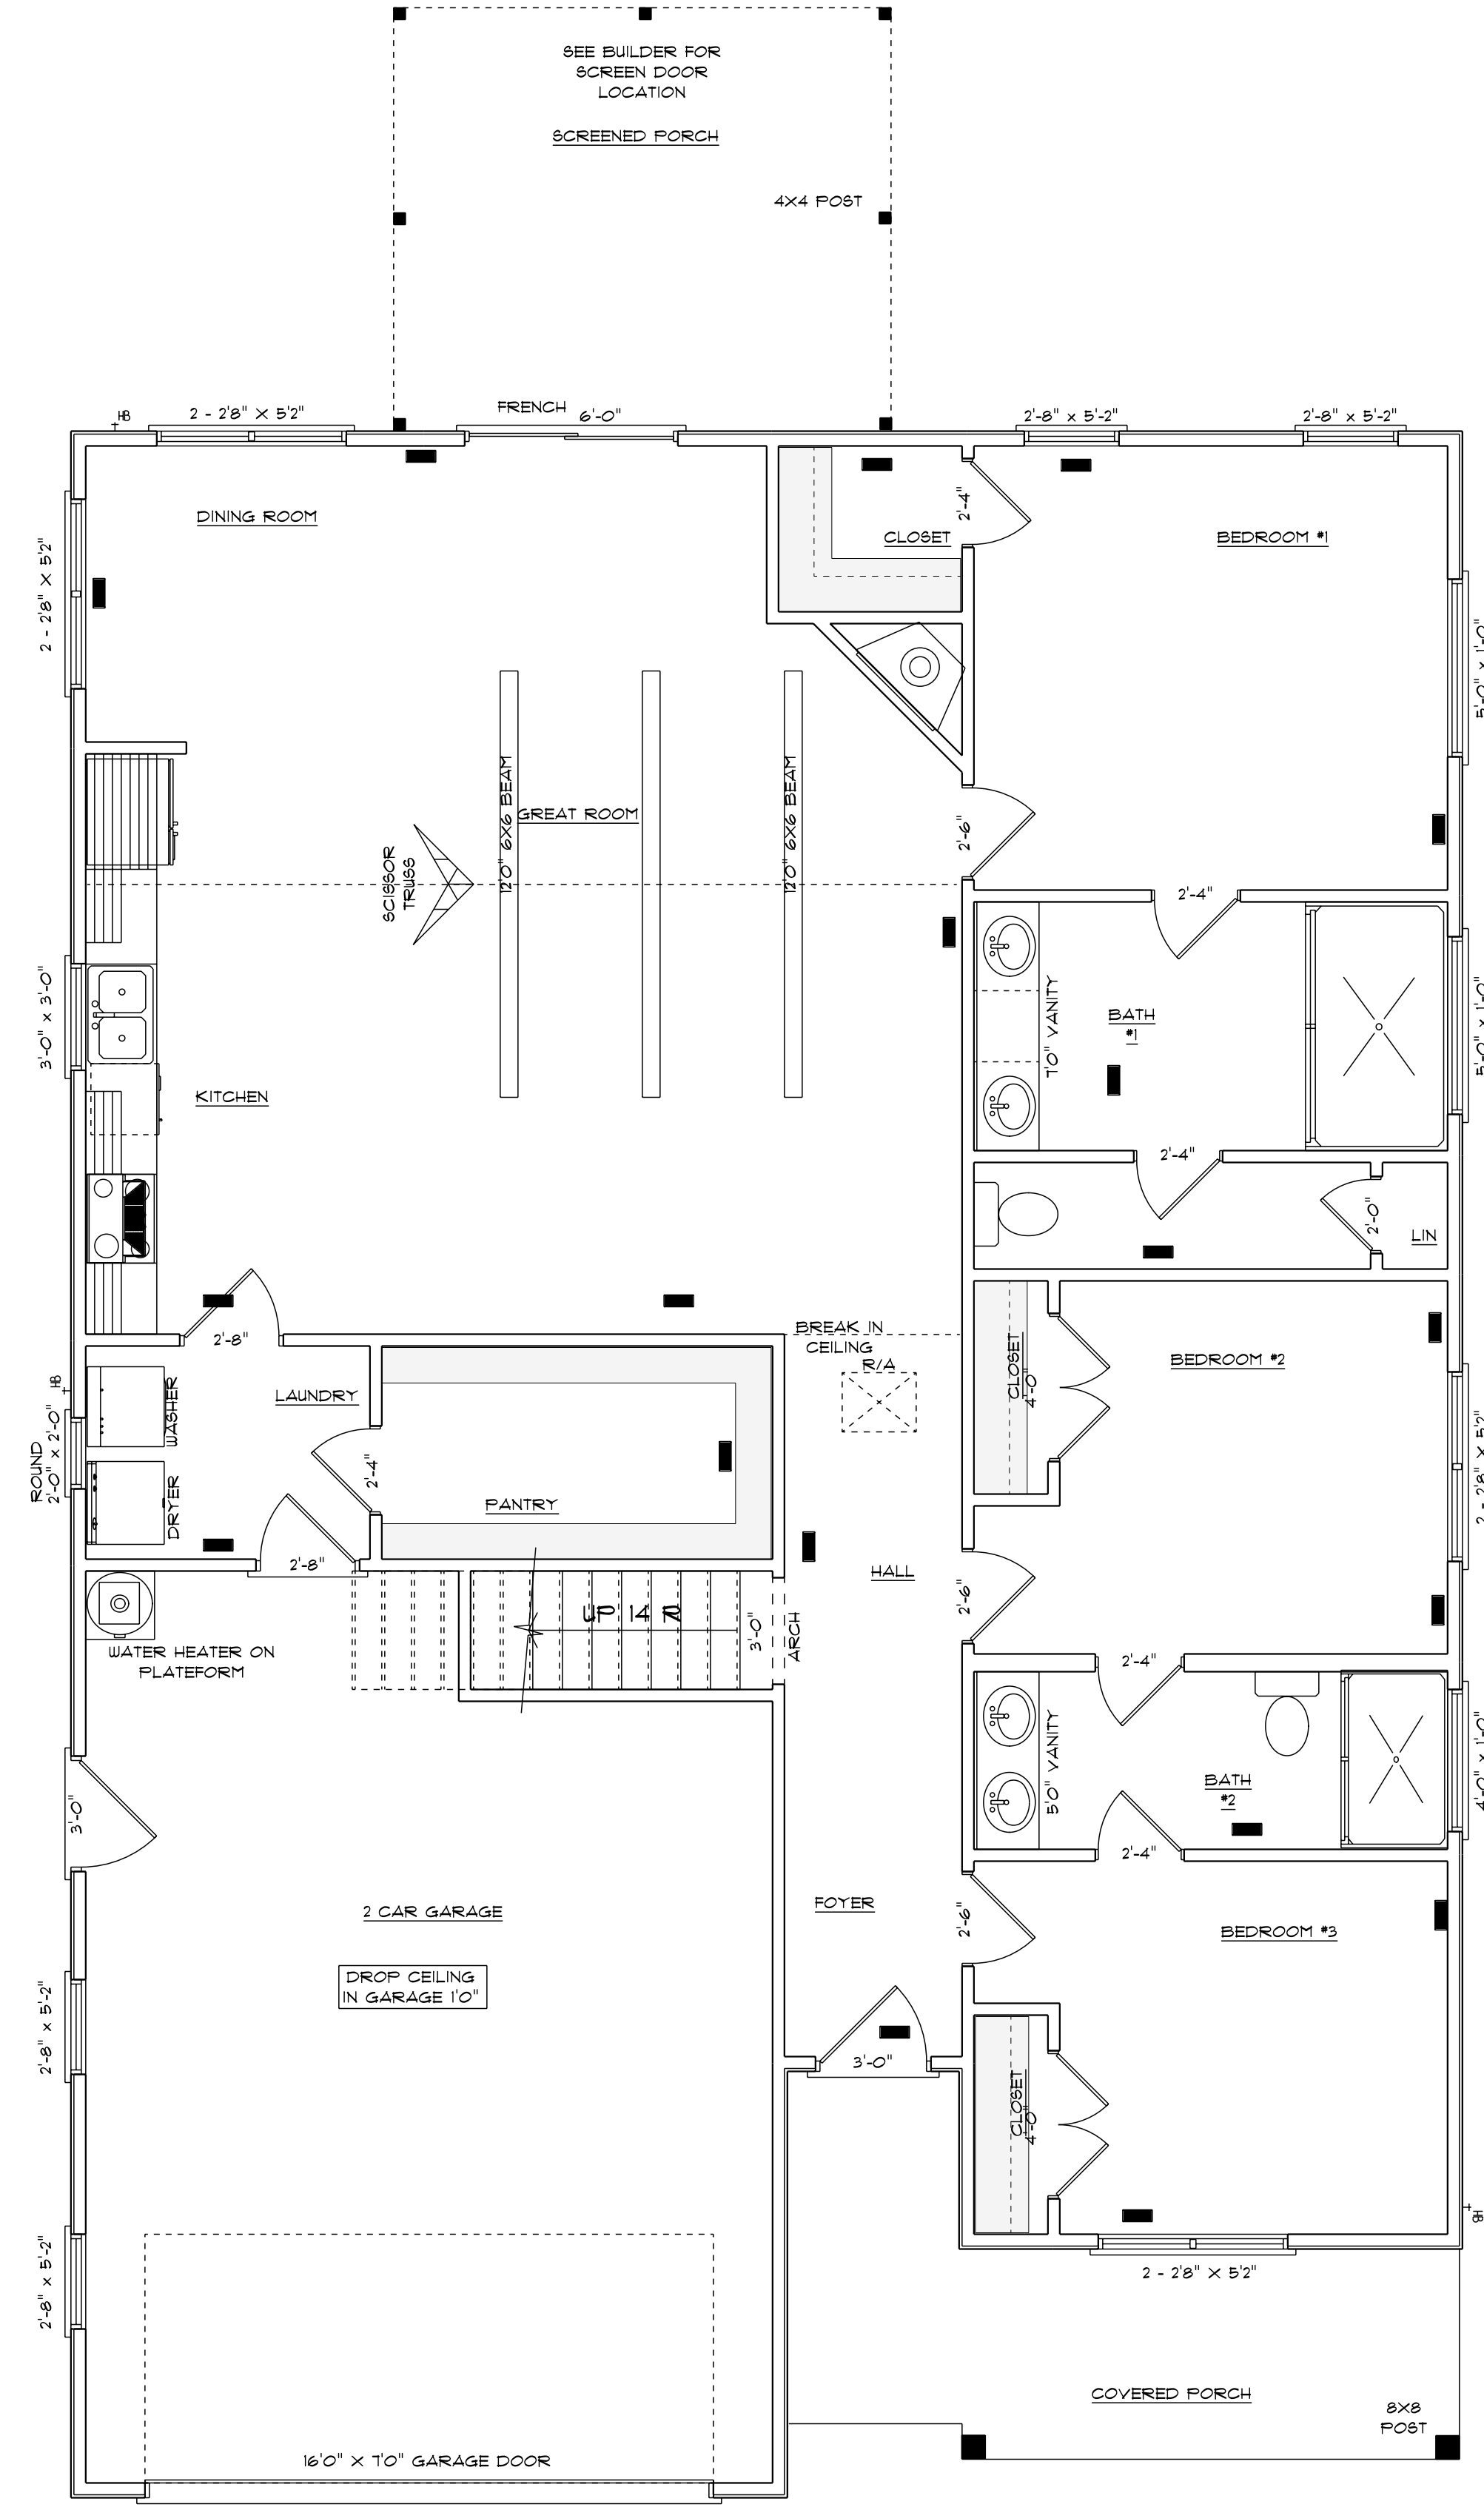 SEE BUILDER FOR
SCREEN DOOR
LOCATION
SCREENED PORCH
4X4 POST
HB
2 - 2'8" X 5'2"
FRENCH
6'-0"
2'-8" x 5'-2"
2'-8" x 5'-2"
2'-4"
DINING ROOM
CLOSET
BEDROOM #1
2 - 2'8" X 5'2"
5'-0" x 1'-0"
12'0" 6X6 BEAM
GREAT ROOM
12'0" 6X6 BEAM
2'-6"
SCISSOR
TRUSS
2'-4"
3'-0" x 3'-0"
7'0" VANITY
BATH
#1
5'-0" x 1'-0"
KITCHEN
2'-4"
2'-0"
LIN
BREAK IN
CEILING
2'-8"
R/A
CLOSET
4'-0"
BEDROOM #2
HB
LAUNDRY
WASHER
ROUND
2'-0" x 2'-0"
2'-4"
DRYER
PANTRY
2 - 2'8" X 5'2"
2'-8"
HALL
2'-6"
UP 14 R
3'-0"
ARCH
WATER HEATER ON
PLATEFORM
2'-4"
5'0" VANITY
BATH
#2
4'-0" x 1'-0"
3'-0"
2'-4"
2 CAR GARAGE
FOYER
2'-6"
BEDROOM #3
DROP CEILING
IN GARAGE 1'0"
2'-8" x 5'-2"
3'-0"
CLOSET
4'-0"
HB
2'-8" x 5'-2"
2 - 2'8" X 5'2"
COVERED PORCH
8X8
POST
16'0" X 7'0" GARAGE DOOR